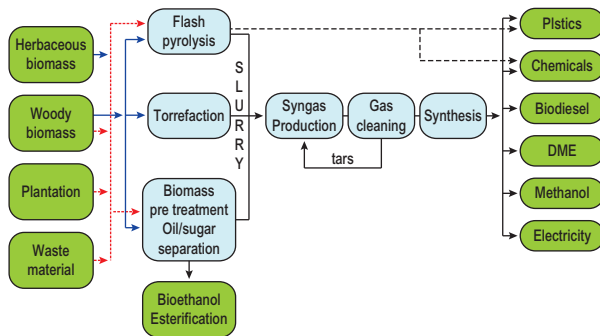 Herbaceous
biomass
Woody
biomass
Plantation
Waste
material
Flash
pyrolysis
Torrefaction
Biomass
pre treatment
Oil/sugar
separation
Bioethanol
Esterification
SLURRY
Syngas
Production
Gas
cleaning
tars
Synthesis
Plstics
Chemicals
Biodiesel
DME
Methanol
Electricity